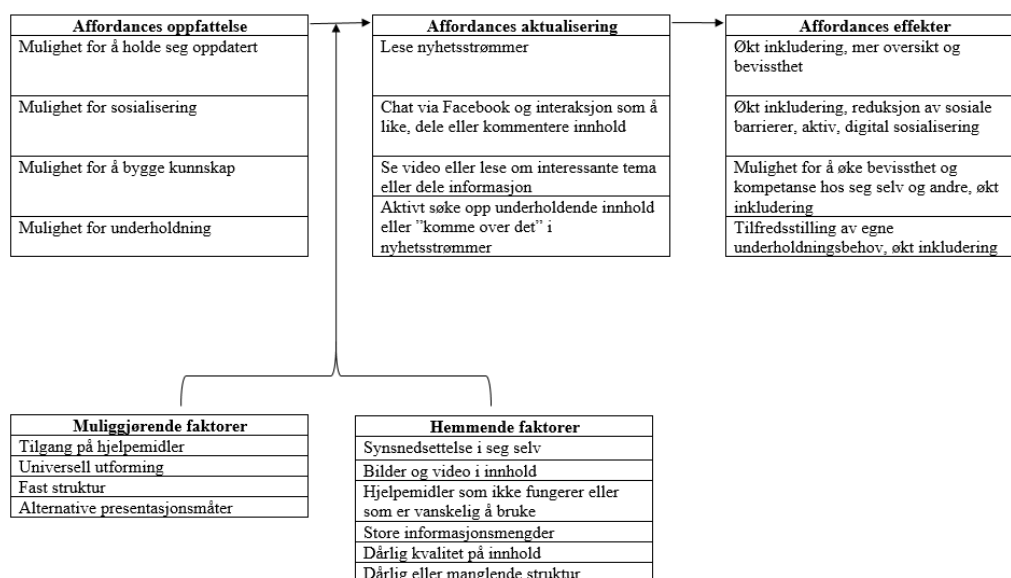 Affordances oppfattelse
Mulighet for å holde seg oppdatert
Mulighet for sosialisering
Mulighet for å bygge kunnskap
Mulighet for underholdning
Affordances aktualisering
Lese nyhetsstrømmer
Chat via Facebook og interaksjon som å
like, dele eller kommentere innhold
Se video eller lese om interessante tema
eller dele informasjon
Aktivt søke opp underholdende innhold
eller ”komme over det” i
nyhetsstrømmer
Affordances effekter
Økt inkludering, mer oversikt og
bevissthet
Økt inkludering, reduksjon av sosiale
barrierer, aktiv, digital sosialisering
Mulighet for å øke bevissthet og
kompetanse hos seg selv og andre, økt
inkludering
Tilfredsstilling av egne
underholdningsbehov, økt inkludering
Muliggjørende faktorer
Tilgang på hjelpemidler
Universell utforming
Fast struktur
Alternative presentasjonsmåter
Hemmende faktorer
Synsnedsettelse i seg selv
Bilder og video i innhold
Hjelpemidler som ikke fungerer eller
som er vanskelig å bruke
Store informasjonsmengder
Dårlig kvalitet på innhold
Dårlig eller manglende struktur